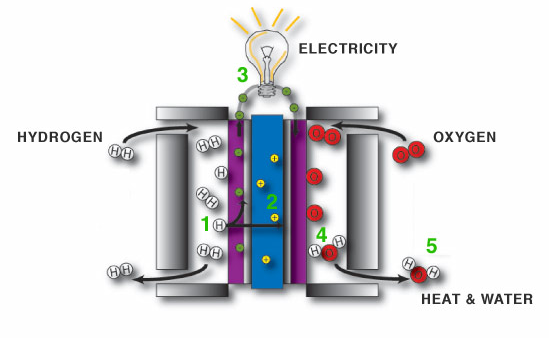 ELECTRICITY
3
HYDROGEN
OXYGEN
H H
H H
O O
O O
H
O
H H
2
1
H
O
4
5
H H
H O H
H O H
H H
HEAT & WATER